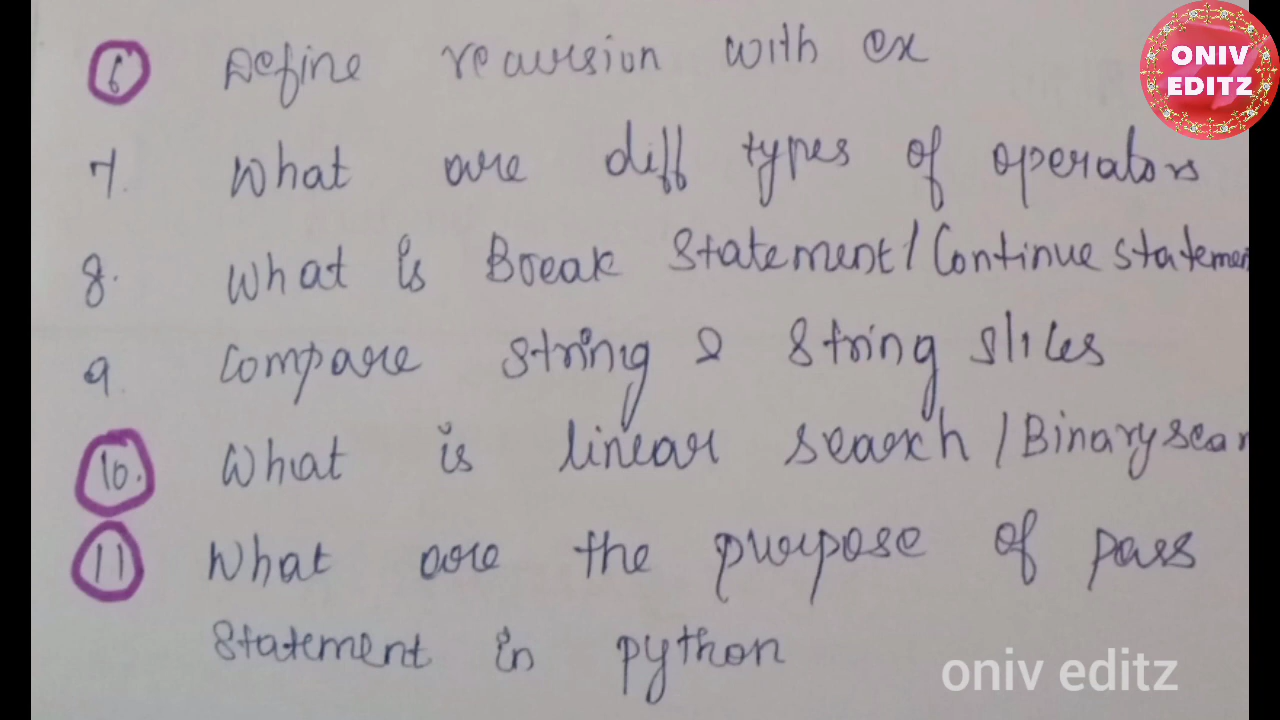 ONIV
EDITZ
6 Define recursion with ex
7. What are diff types of operators
8. What is Break Statement / Continue statemen
9. Compare string & string slices
10. What is linear search / Binary sear
11 What are the purpose of pass
statement in python
oniv editz